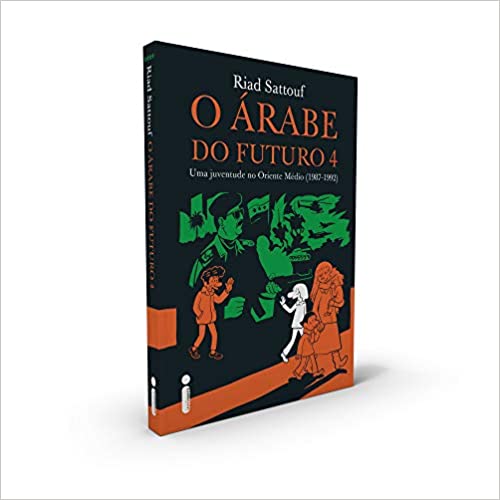 Riad Sattouf
O ÁRABE
DO FUTURO 4
Uma juventude no Oriente Médio (1987-1992)
Riad Sattouf O ÁRABE DO FUTURO 4